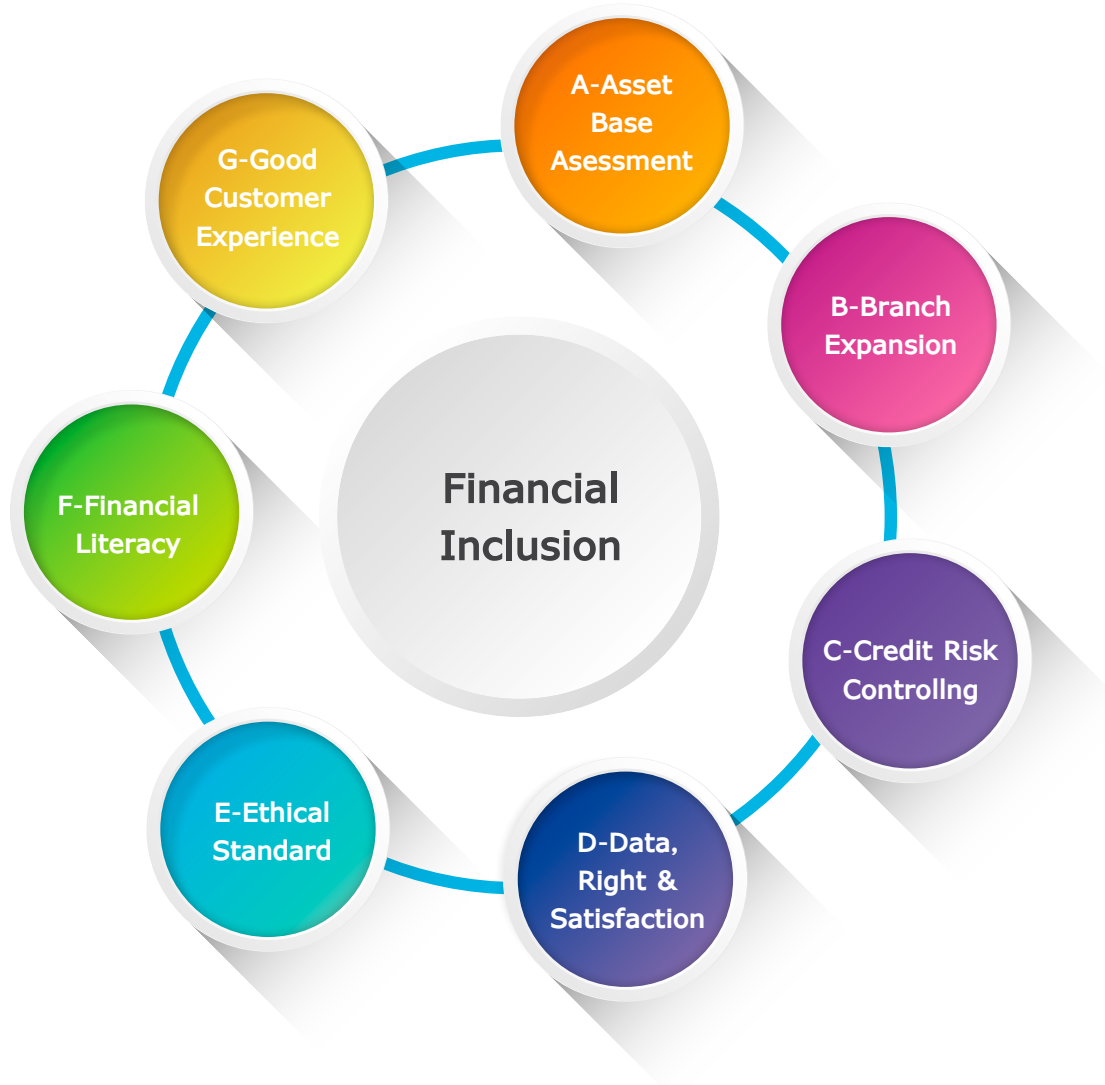 A-Asset
Base
Asessment
B-Branch
Expansion
C-Credit Risk
Controllng
D-Data,
Right &
Satisfaction
E-Ethical
Standard
F-Financial
Literacy
G-Good
Customer
Experience
Financial
Inclusion